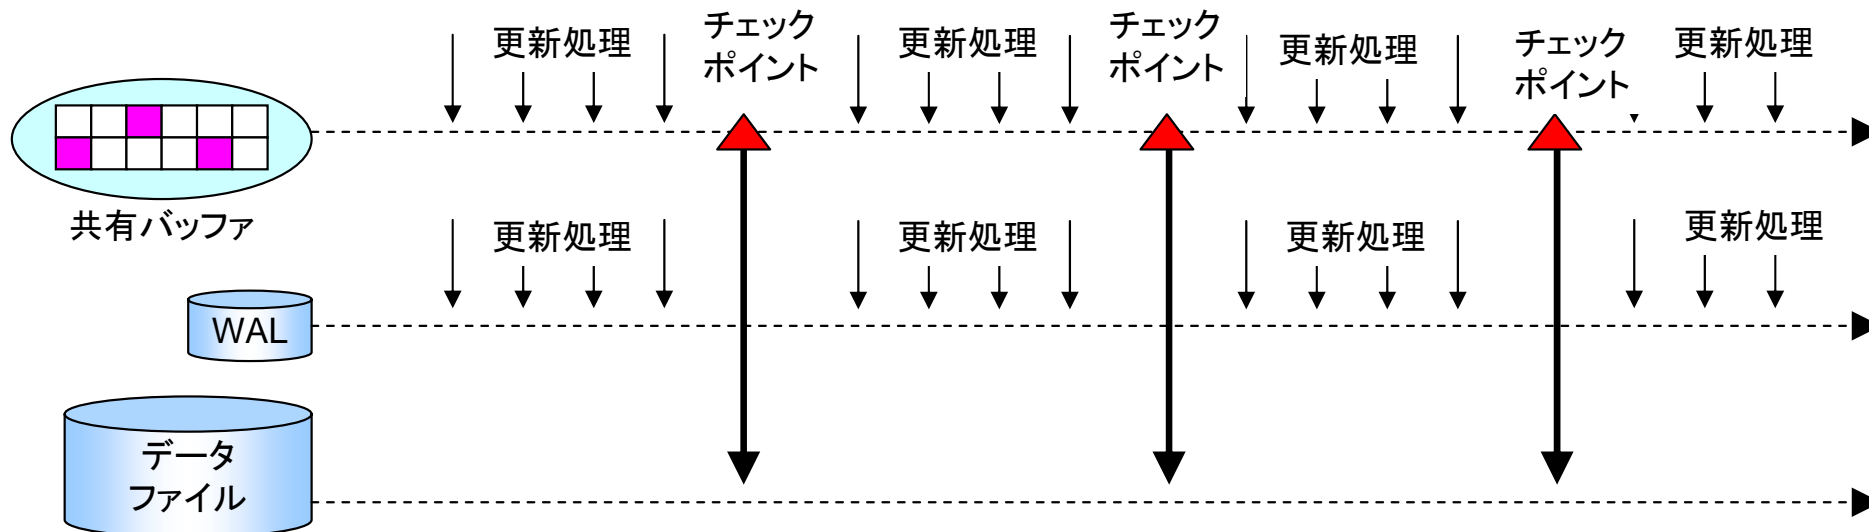 更新処理
チェック
ポイント
更新処理
チェック
ポイント
更新処理
チェック
ポイント
更新処理
共有バッファ
更新処理
更新処理
更新処理
更新処理
WAL
データ
ファイル